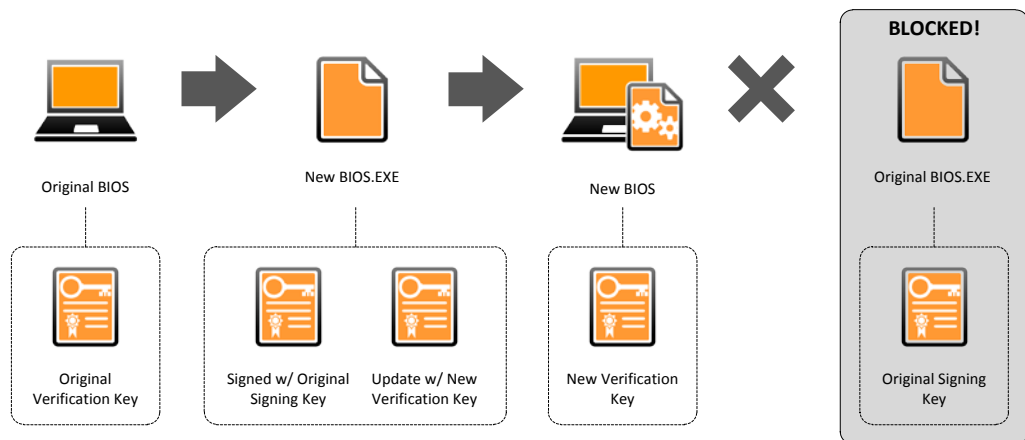 BLOCKED!
Original BIOS
New BIOS.EXE
New BIOS
Original BIOS.EXE
Original
Verification Key
Signed w/ Original
Signing Key
Update w/ New
Verification Key
New Verification
Key
Original Signing
Key